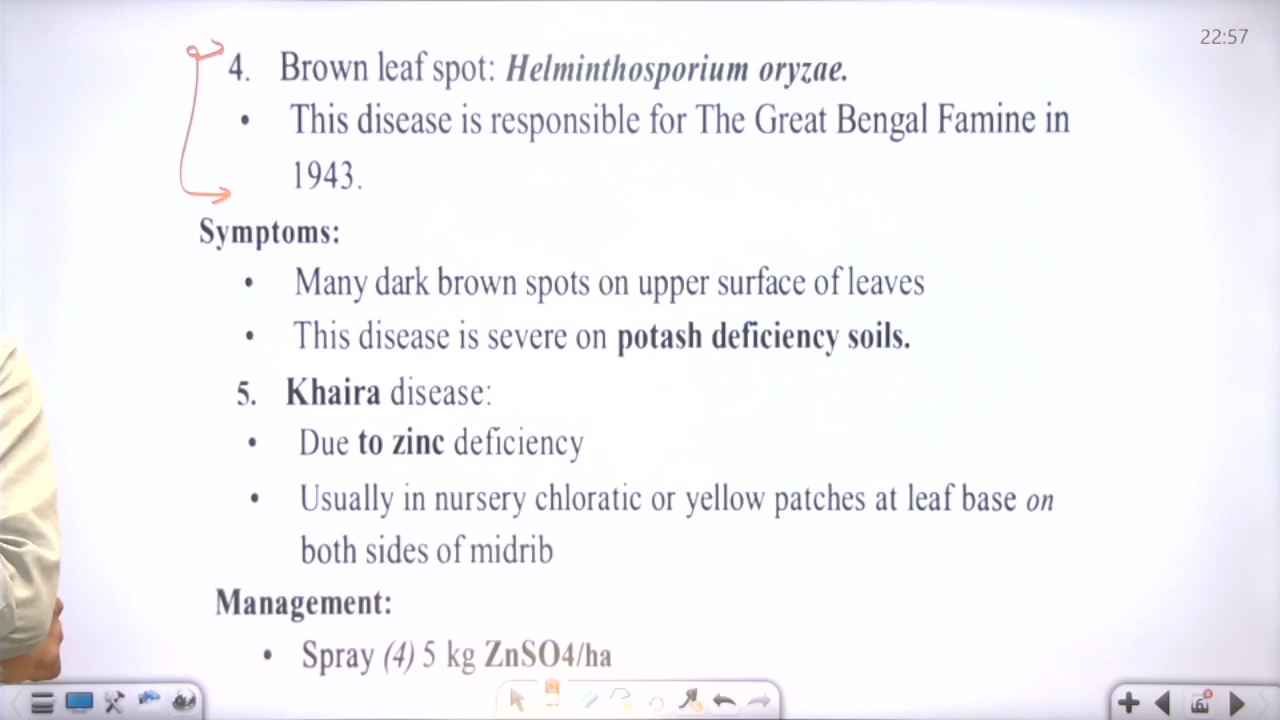 22:57
4. Brown leaf spot: Helminthosporium oryzae.
• This disease is responsible for The Great Bengal Famine in
1943.
Symptoms:
• Many dark brown spots on upper surface of leaves
• This disease is severe on potash deficiency soils.
5. Khaira disease:
• Due to zinc deficiency
• Usually in nursery chloratic or yellow patches at leaf base on
both sides of midrib
Management:
• Spray (4) 5 kg ZnSO4/ha